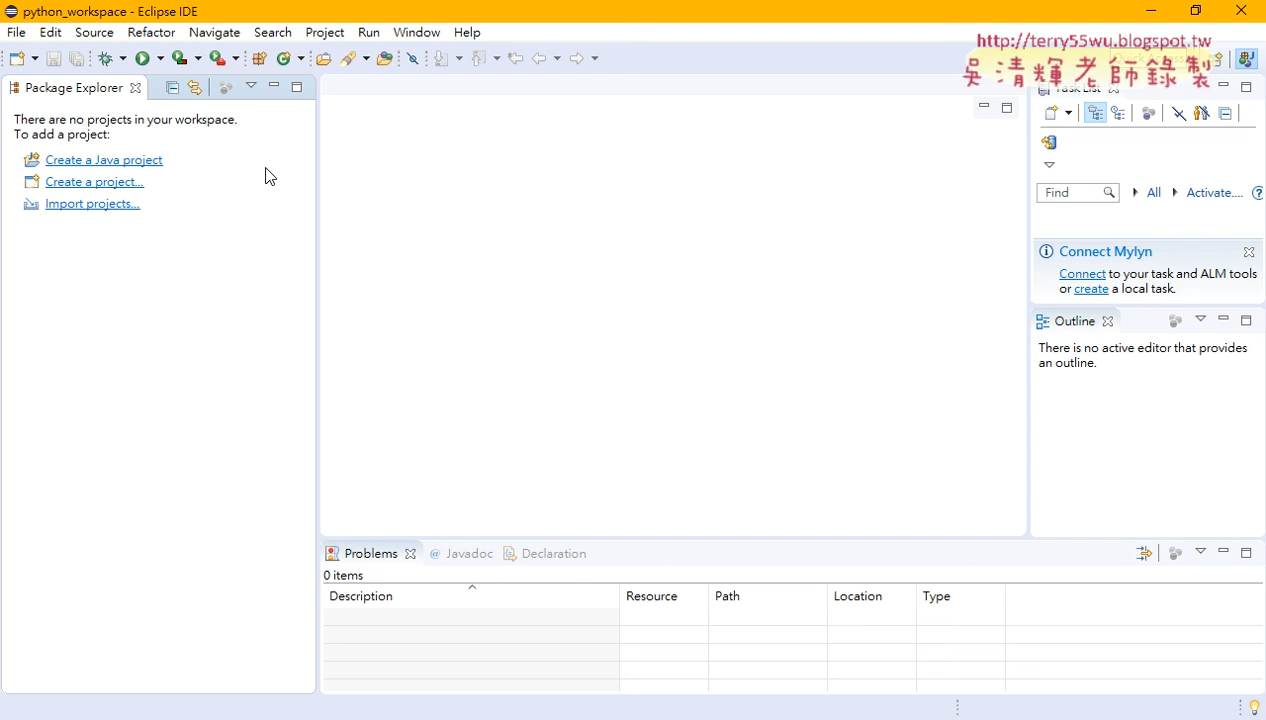 python_workspace - Eclipse IDE
File Edit Source Refactor Navigate Search Project Run Window Help
http://terry55wu.blogspot.tw
吳清輝老師錄製
Package Explorer
There are no projects in your workspace.
To add a project:
Create a Java project
Create a project...
Import projects...
Task List
Find
All
Activate....
Connect Mylyn
Connect to your task and ALM tools
or create a local task.
Outline
There is no active editor that provides
an outline.
Problems @ Javadoc Declaration
0 items
Description Resource Path Location Type